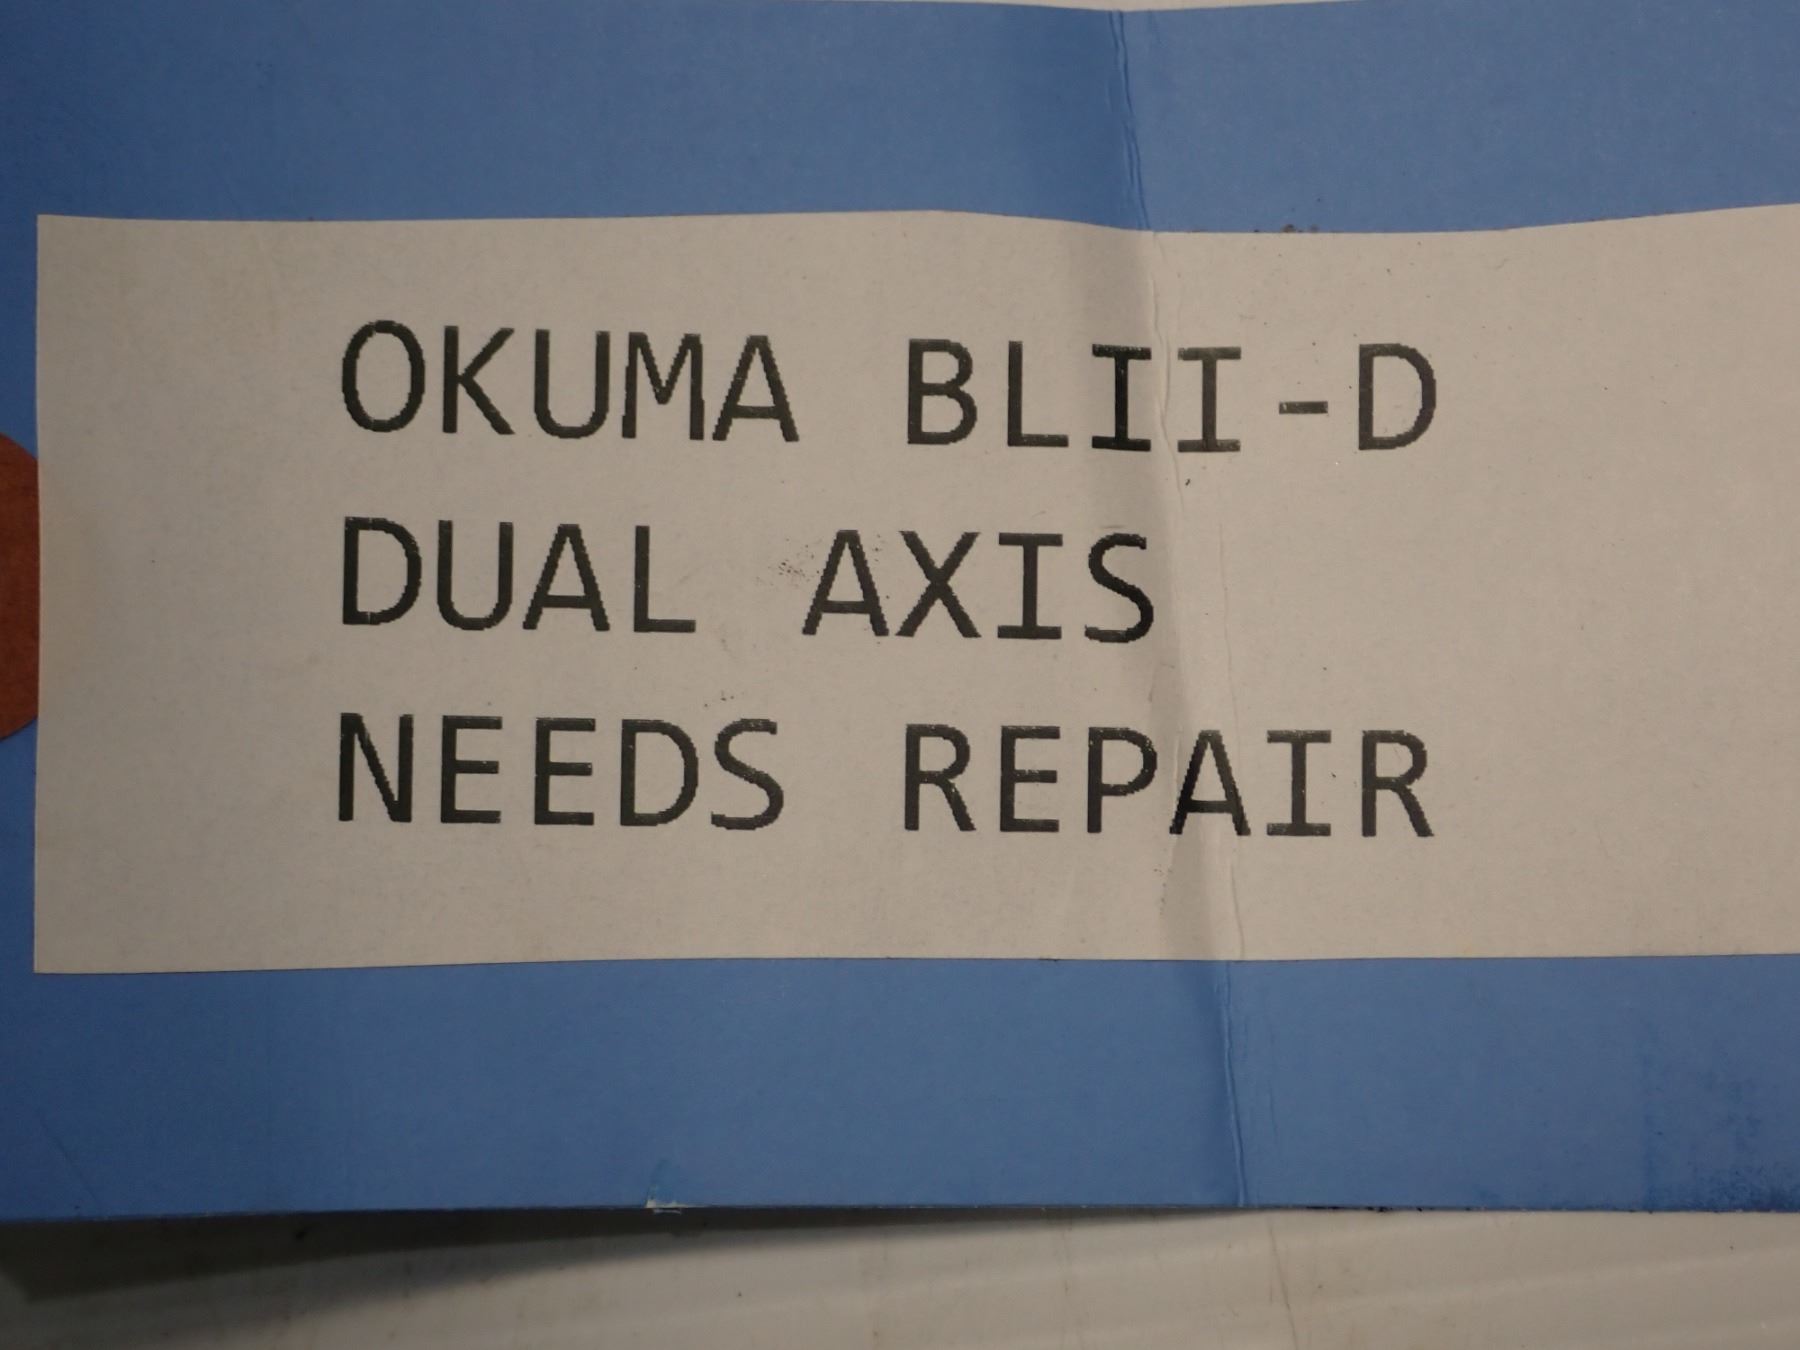 OKUMA BLII-D
DUAL AXIS
NEEDS REPAIR